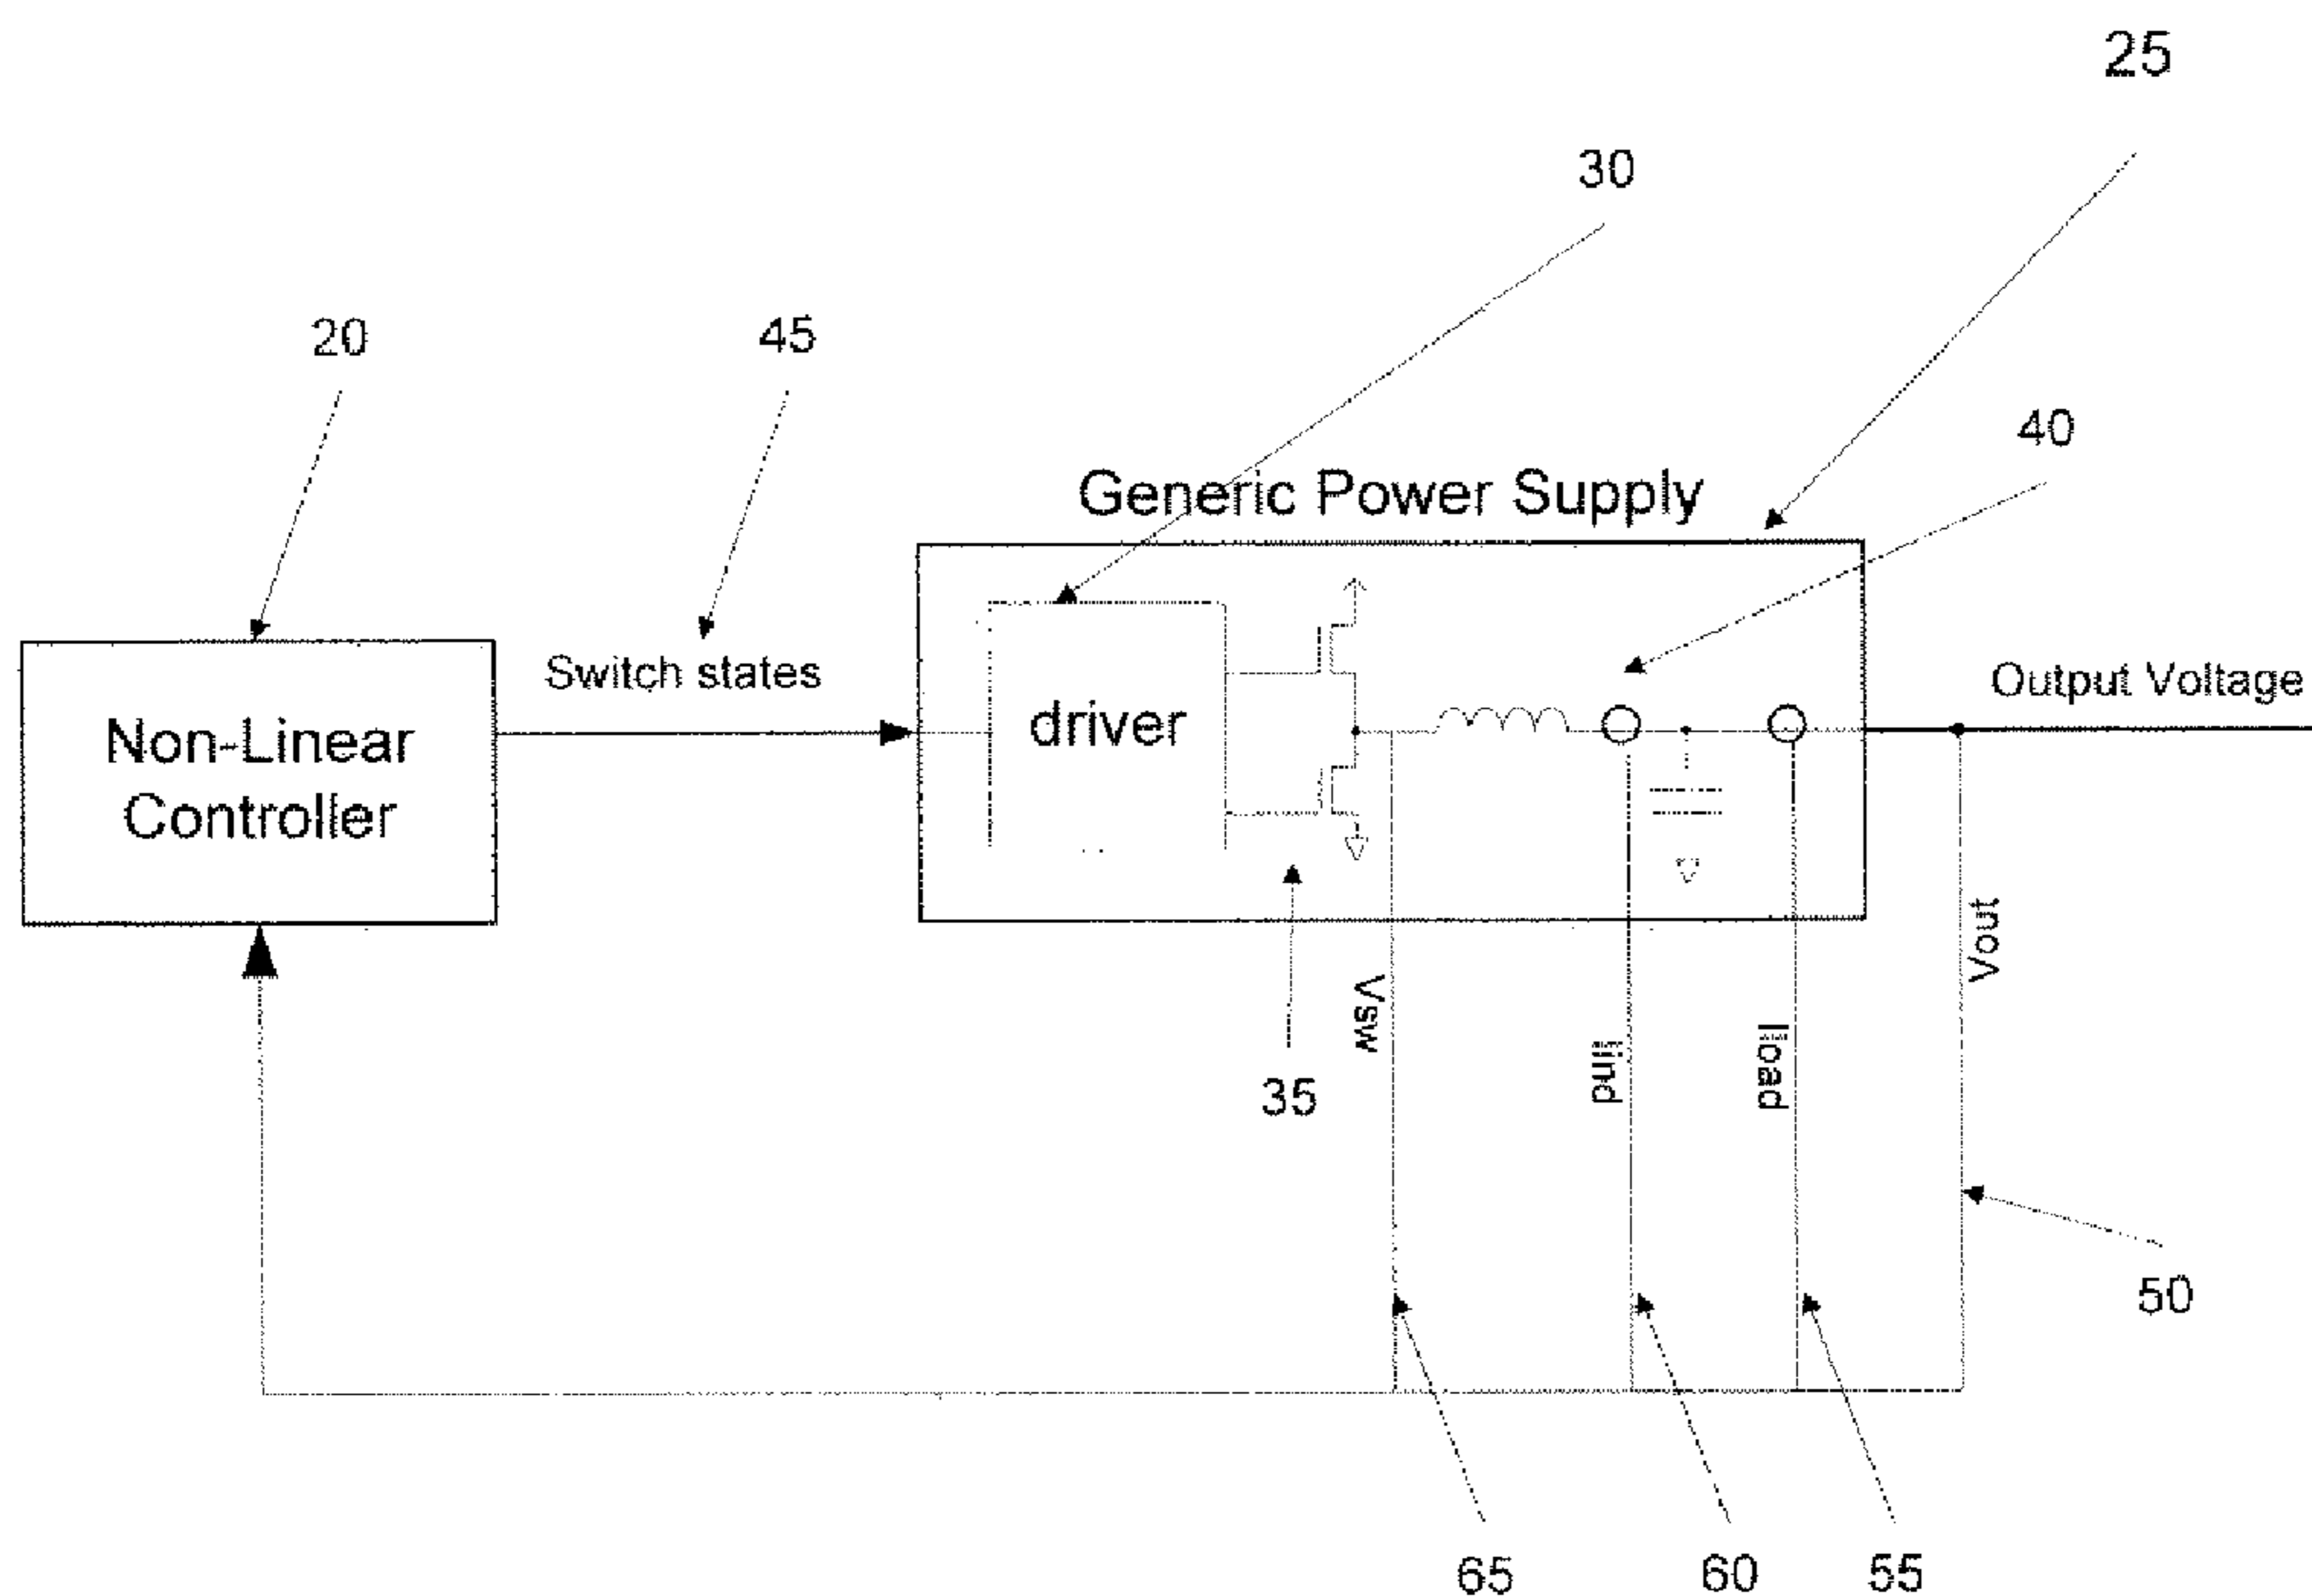 25
30
20
45
40
Generic Power Supply
Switch states
Output Voltage
driver
Non-Linear
Controller
Vout
Vsw
Iind
Iload
35
50
65
60
55